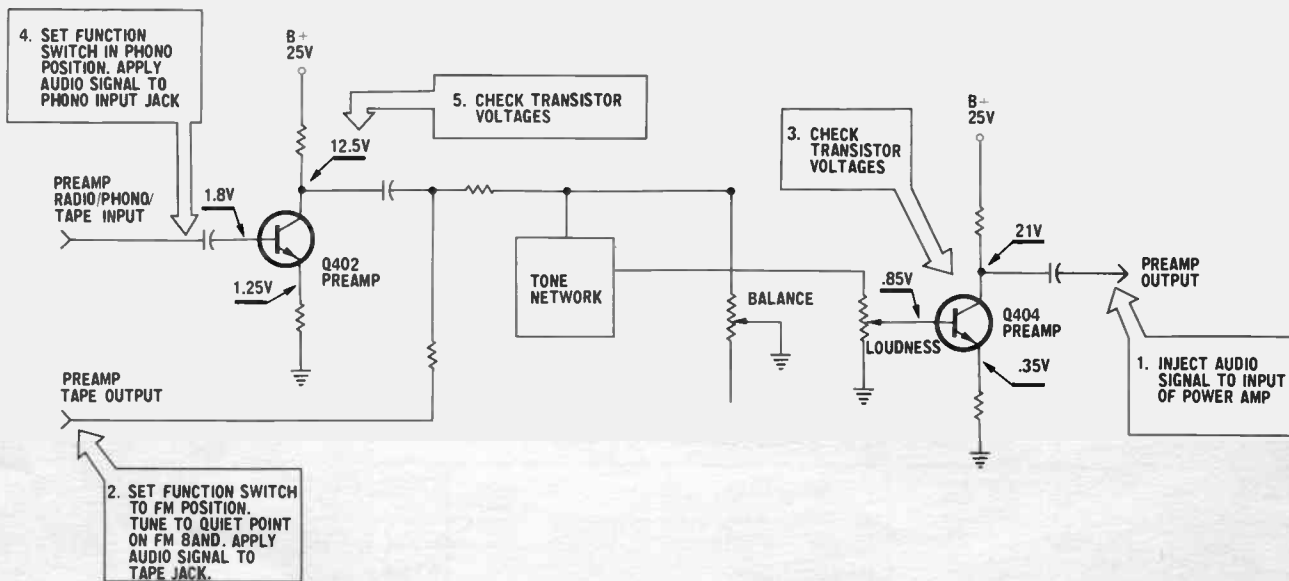 4. SET FUNCTION
SWITCH IN PHONO
POSITION. APPLY
AUDIO SIGNAL TO
PHONO INPUT JACK
B+
25V
5. CHECK TRANSISTOR
VOLTAGES
12.5V
PREAMP
RADIO/PHONO/
TAPE INPUT
1.8V
Q402
PREAMP
1.25V
TONE
NETWORK
BALANCE
PREAMP
TAPE OUTPUT
2. SET FUNCTION SWITCH
TO FM POSITION.
TUNE TO QUIET POINT
ON FM BAND. APPLY
AUDIO SIGNAL TO
TAPE JACK.
B+
25V
3. CHECK
TRANSISTOR
VOLTAGES
21V
.85V
LOUDNESS
Q404
PREAMP
.35V
PREAMP
OUTPUT
1. INJECT AUDIO
SIGNAL TO INPUT
OF POWER AMP